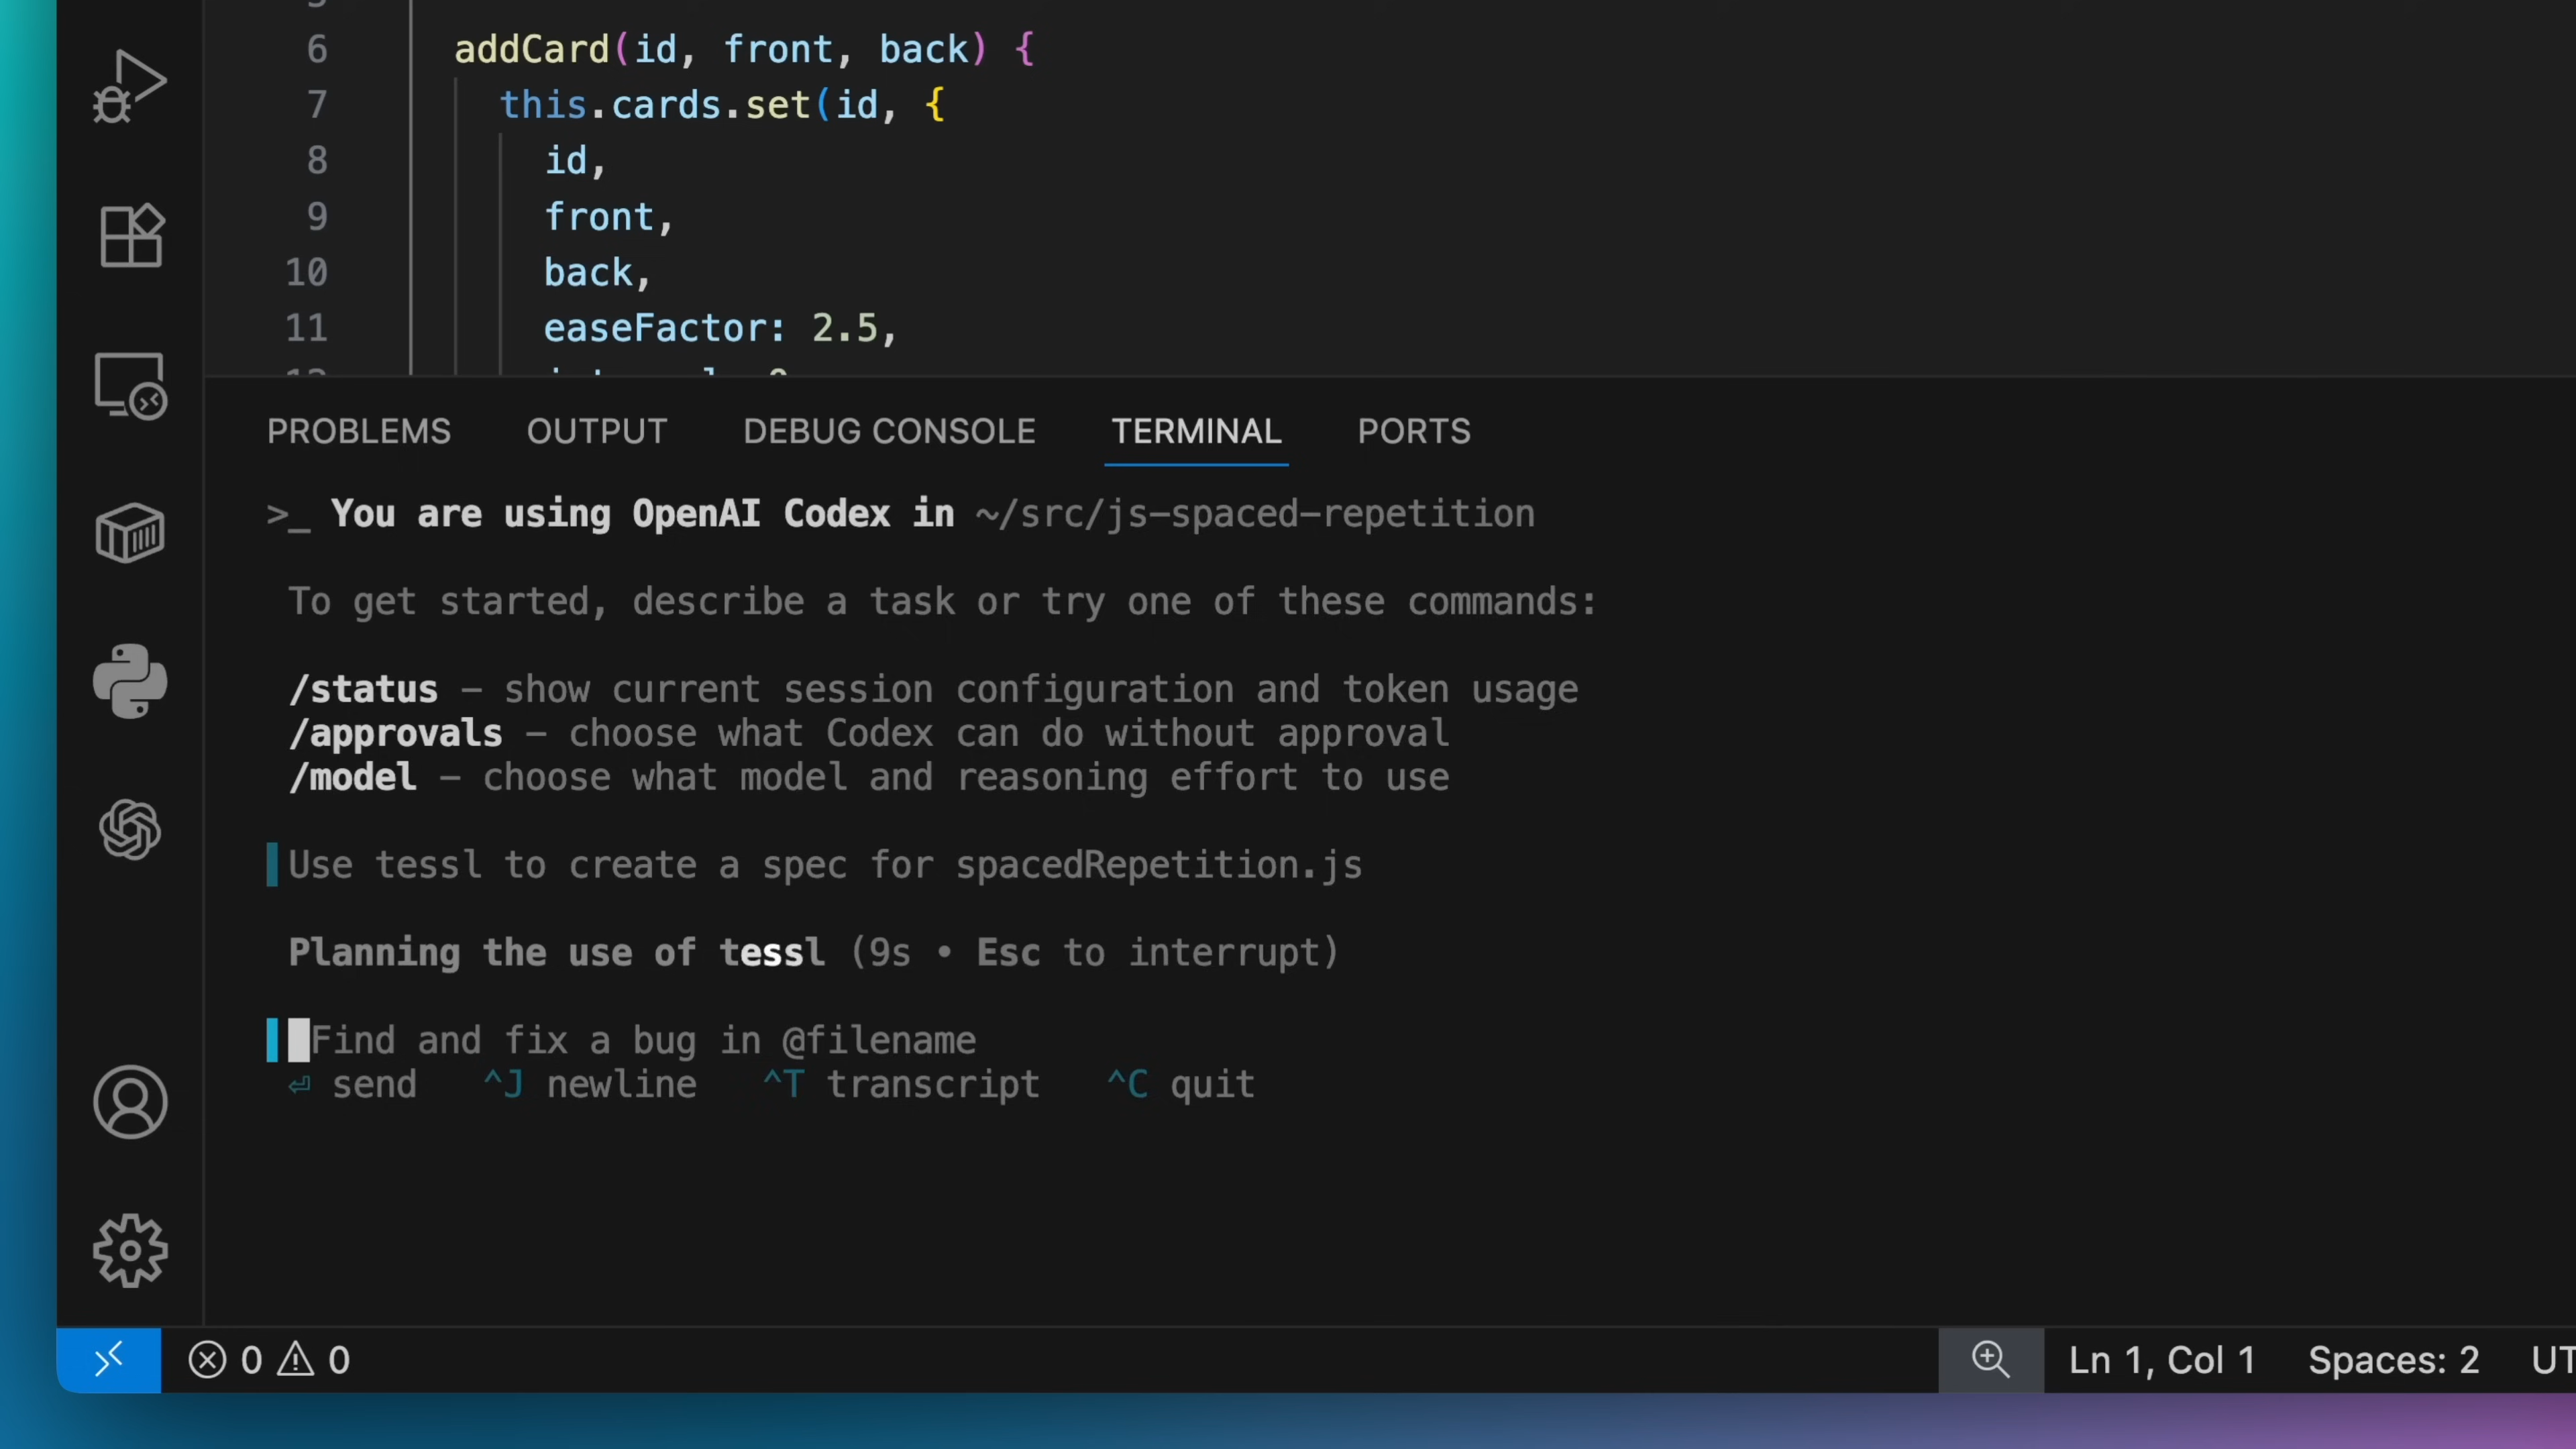 6 addCard(id, front, back) {
7 this.cards.set(id, {
8 id,
9 front,
10 back,
11 easeFactor: 2.5,
PROBLEMS OUTPUT DEBUG CONSOLE TERMINAL PORTS
>_ You are using OpenAI Codex in ~/src/js-spaced-repetition
To get started, describe a task or try one of these commands:
/status – show current session configuration and token usage
/approvals – choose what Codex can do without approval
/model – choose what model and reasoning effort to use
Use tessl to create a spec for spacedRepetition.js
Planning the use of tessl (9s • Esc to interrupt)
Find and fix a bug in @filename
⏎ send ^J newline ^T transcript ^C quit
0 0 Ln 1, Col 1 Spaces: 2